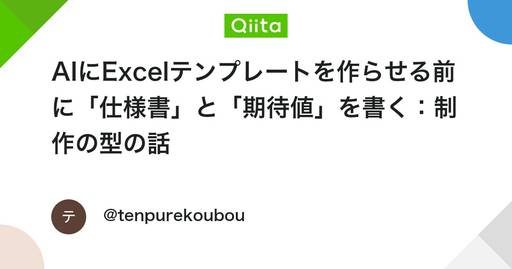 Qiita
AIにExcelテンプレートを作らせる前
に「仕様書」と「期待値」を書く：制
作の型の話
テ
@tenpurekoubou